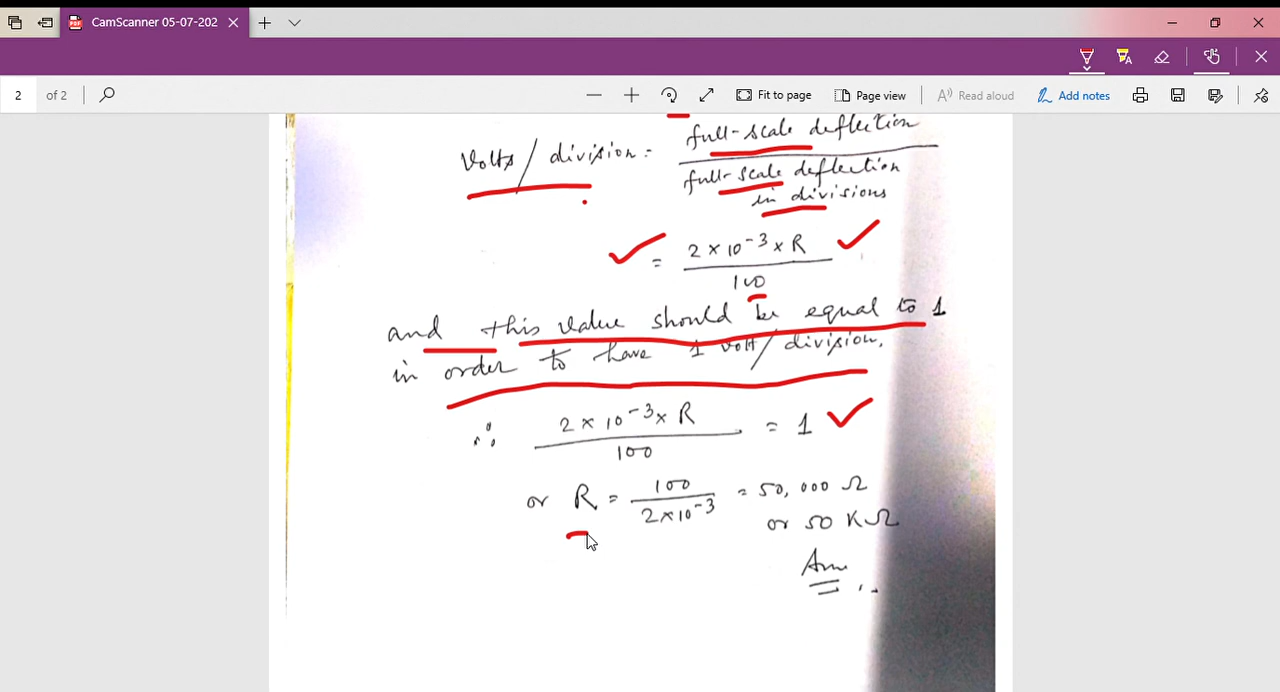 CamScanner 05-07-202
2 of 2
Fit to page
Page view
Read aloud
Add notes
full-scale deflection
Volts / division =
full-scale deflection
in divisions
= 2 × 10⁻³ × R
100
and this value should be equal to 1
in order to have 1 volt / division.
∴ 2 × 10⁻³ × R = 1
100
or R = 100 = 50,000 Ω
2×10⁻³
or 50 KΩ
Ans